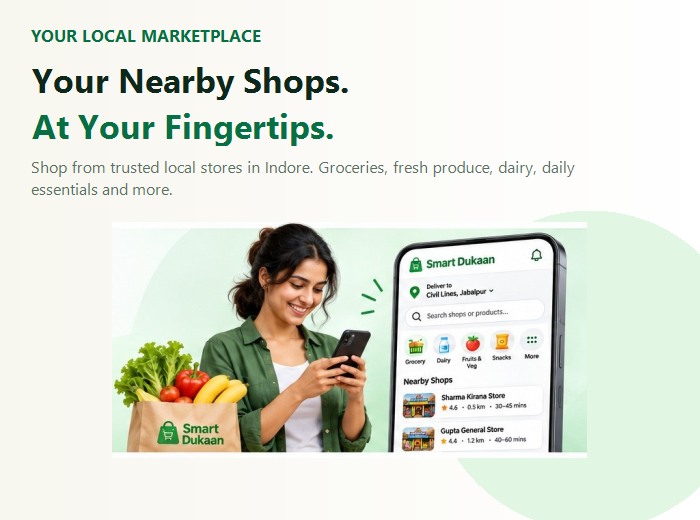 YOUR LOCAL MARKETPLACE
Your Nearby Shops.
At Your Fingertips.
Shop from trusted local stores in Indore. Groceries, fresh produce, dairy, daily
essentials and more.
Smart Dukaan
Deliver to
Civil Lines, Jabalpur
Search shops or products...
Grocery
Dairy
Fruits &
Veg
Snacks
More
Nearby Shops
Sharma Kirana Store
4.6 • 0.5 km • 30-45 mins
Gupta General Store
4.4 • 1.2 km • 40-60 mins
Smart
Dukaan